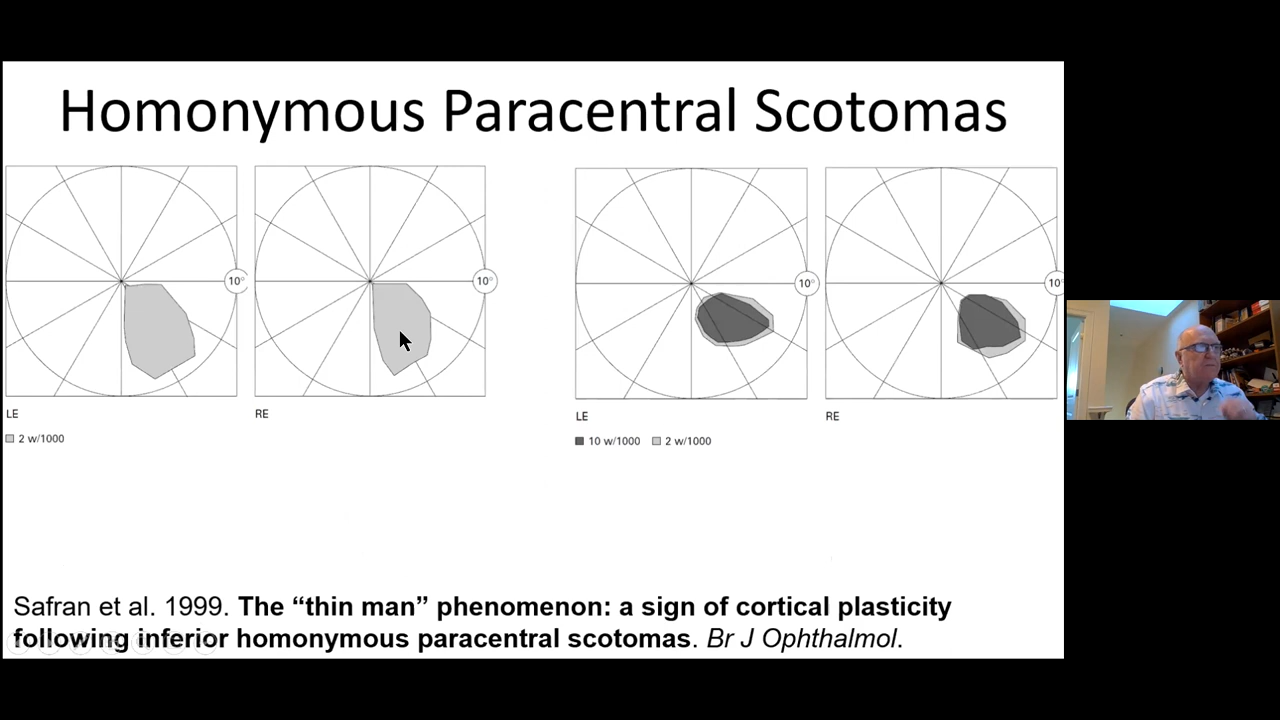 Homonymous Paracentral Scotomas
10°
10°
10°
10°
LE
RE
LE
RE
2 w/1000
10 w/1000
2 w/1000
Safran et al. 1999. The “thin man” phenomenon: a sign of cortical plasticity
following inferior homonymous paracentral scotomas. Br J Ophthalmol.